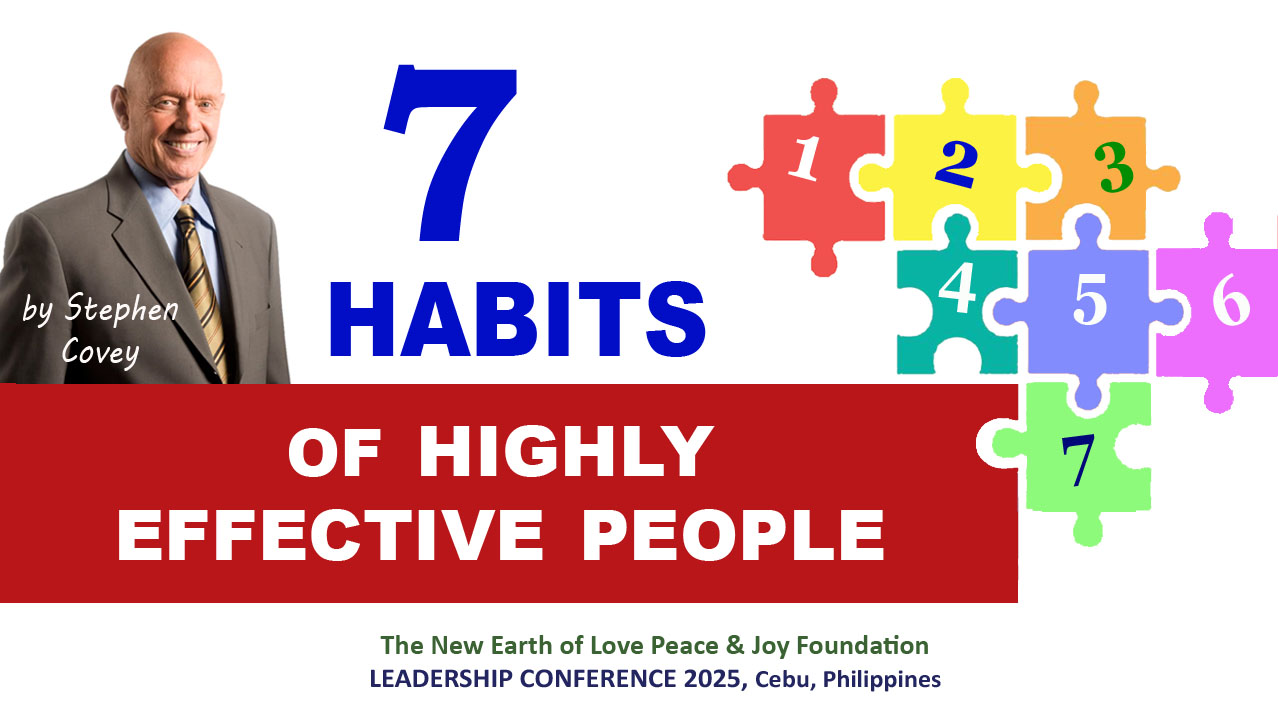 7
HABITS
by Stephen
Covey
OF HIGHLY
EFFECTIVE PEOPLE
1 2 3
4 5 6
7
The New Earth of Love Peace & Joy Foundation
LEADERSHIP CONFERENCE 2025, Cebu, Philippines